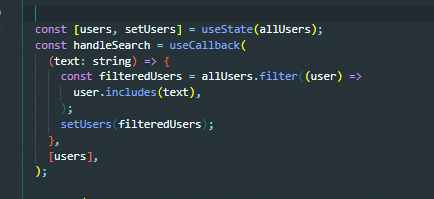 const [users, setUsers] = useState(allUsers);
const handleSearch = useCallback(
(text: string) => {
const filteredUsers = allUsers.filter((user) =>
user.includes(text),
);
setUsers(filteredUsers);
},
[users],
);